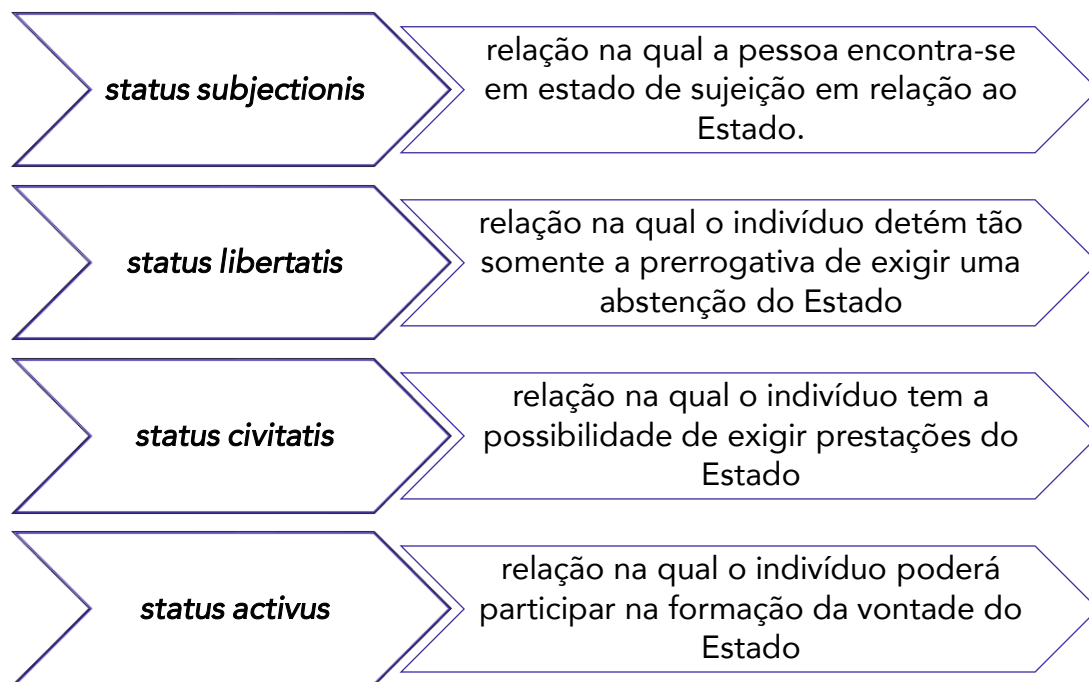 status subjectionis
relação na qual a pessoa encontra-se
em estado de sujeição em relação ao
Estado.
status libertatis
relação na qual o indivíduo detém tão
somente a prerrogativa de exigir uma
abstenção do Estado
status civitatis
relação na qual o indivíduo tem a
possibilidade de exigir prestações do
Estado
status activus
relação na qual o indivíduo poderá
participar na formação da vontade do
Estado